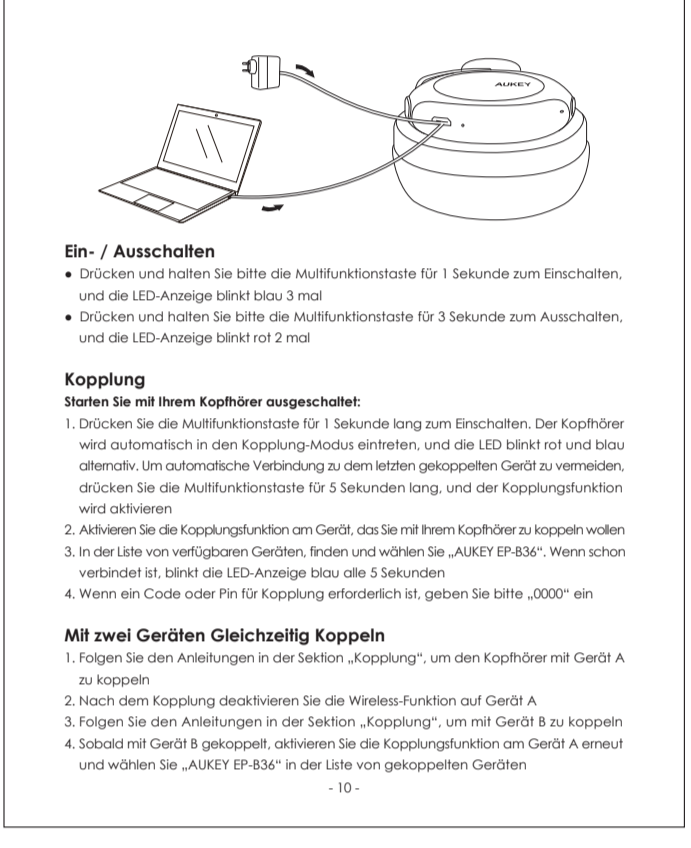 AUKEY
Ein- / Ausschalten
● Drücken und halten Sie bitte die Multifunktionstaste für 1 Sekunde zum Einschalten,
und die LED-Anzeige blinkt blau 3 mal
● Drücken und halten Sie bitte die Multifunktionstaste für 3 Sekunde zum Ausschalten,
und die LED-Anzeige blinkt rot 2 mal
Kopplung
Starten Sie mit Ihrem Kopfhörer ausgeschaltet:
1. Drücken Sie die Multifunktionstaste für 1 Sekunde lang zum Einschalten. Der Kopfhörer
wird automatisch in den Kopplung-Modus eintreten, und die LED blinkt rot und blau
alternativ. Um automatische Verbindung zu dem letzten gekoppelten Gerät zu vermeiden,
drücken Sie die Multifunktionstaste für 5 Sekunden lang, und der Kopplungsfunktion
wird aktivieren
2. Aktivieren Sie die Kopplungsfunktion am Gerät, das Sie mit Ihrem Kopfhörer zu koppeln wollen
3. In der Liste von verfügbaren Geräten, finden und wählen Sie „AUKEY EP-B36“. Wenn schon
verbindet ist, blinkt die LED-Anzeige blau alle 5 Sekunden
4. Wenn ein Code oder Pin für Kopplung erforderlich ist, geben Sie bitte „0000“ ein
Mit zwei Geräten Gleichzeitig Koppeln
1. Folgen Sie den Anleitungen in der Sektion „Kopplung“, um den Kopfhörer mit Gerät A
zu koppeln
2. Nach dem Kopplung deaktivieren Sie die Wireless-Funktion auf Gerät A
3. Folgen Sie den Anleitungen in der Sektion „Kopplung“, um mit Gerät B zu koppeln
4. Sobald mit Gerät B gekoppelt, aktivieren Sie die Kopplungsfunktion am Gerät A erneut
und wählen Sie „AUKEY EP-B36“ in der Liste von gekoppelten Geräten
- 10 -